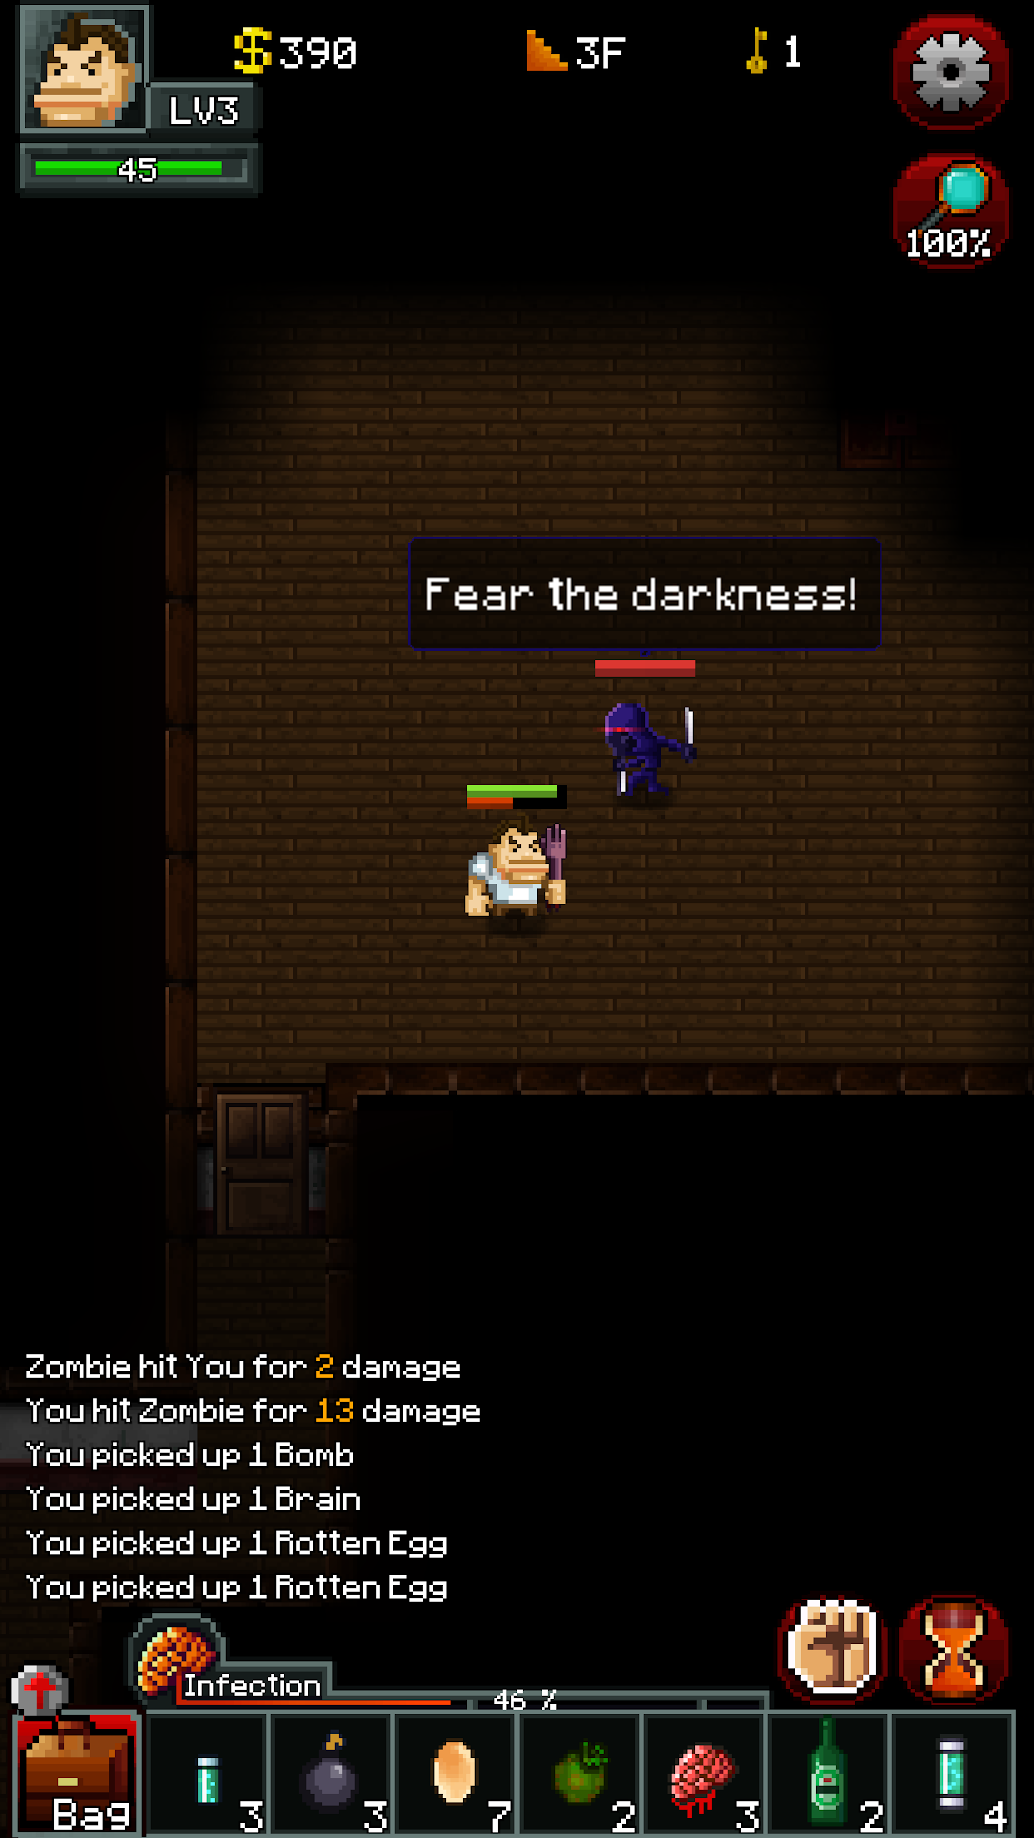 $390
3F
1
LV3
45
100%
Fear the darkness!
Zombie hit You for 2 damage
You hit Zombie for 13 damage
You picked up 1 Bomb
You picked up 1 Brain
You picked up 1 Rotten Egg
You picked up 1 Rotten Egg
Infection
46 %
Bag
3
3
7
2
3
2
4